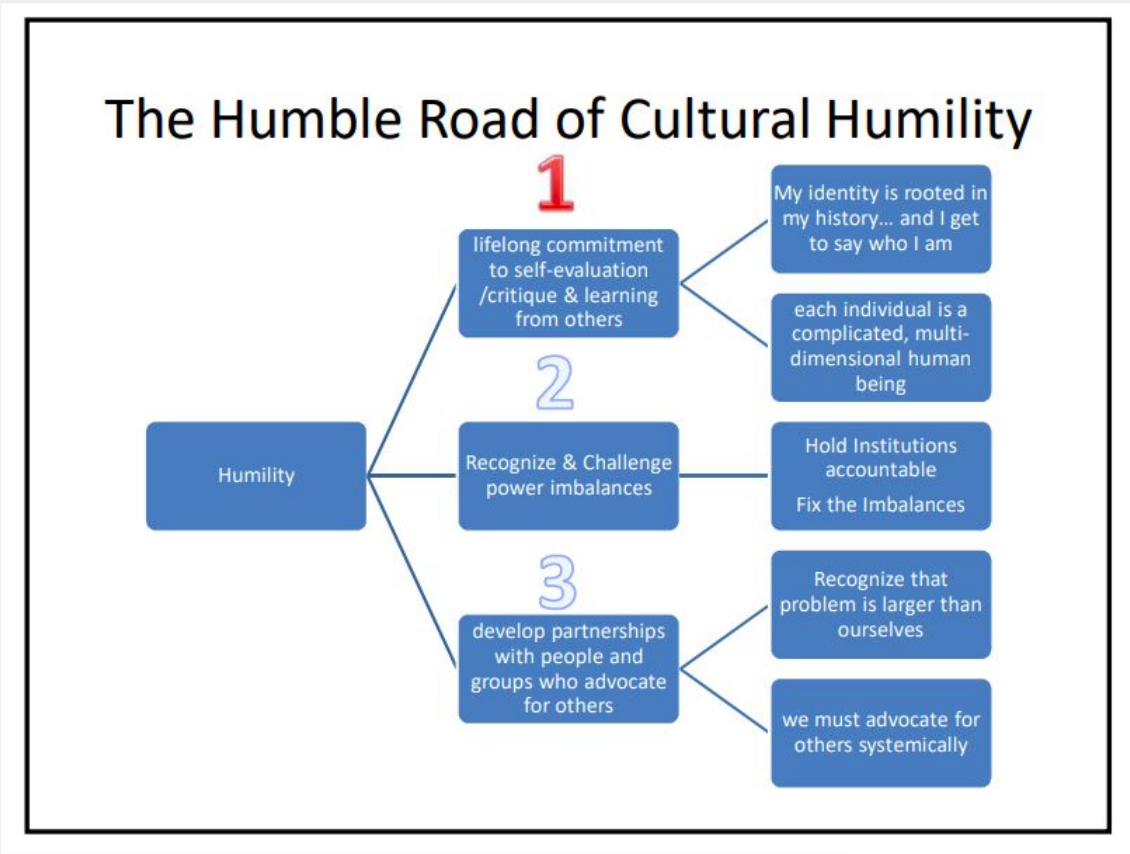 The Humble Road of Cultural Humility
1
lifelong commitment
to self-evaluation
/critique & learning
from others
My identity is rooted in
my history... and I get
to say who I am
each individual is a
complicated, multi-
dimensional human
being
Humility
2
Recognize & Challenge
power imbalances
Hold Institutions
accountable
Fix the Imbalances
3
develop partnerships
with people and
groups who advocate
for others
Recognize that
problem is larger than
ourselves
we must advocate for
others systemically